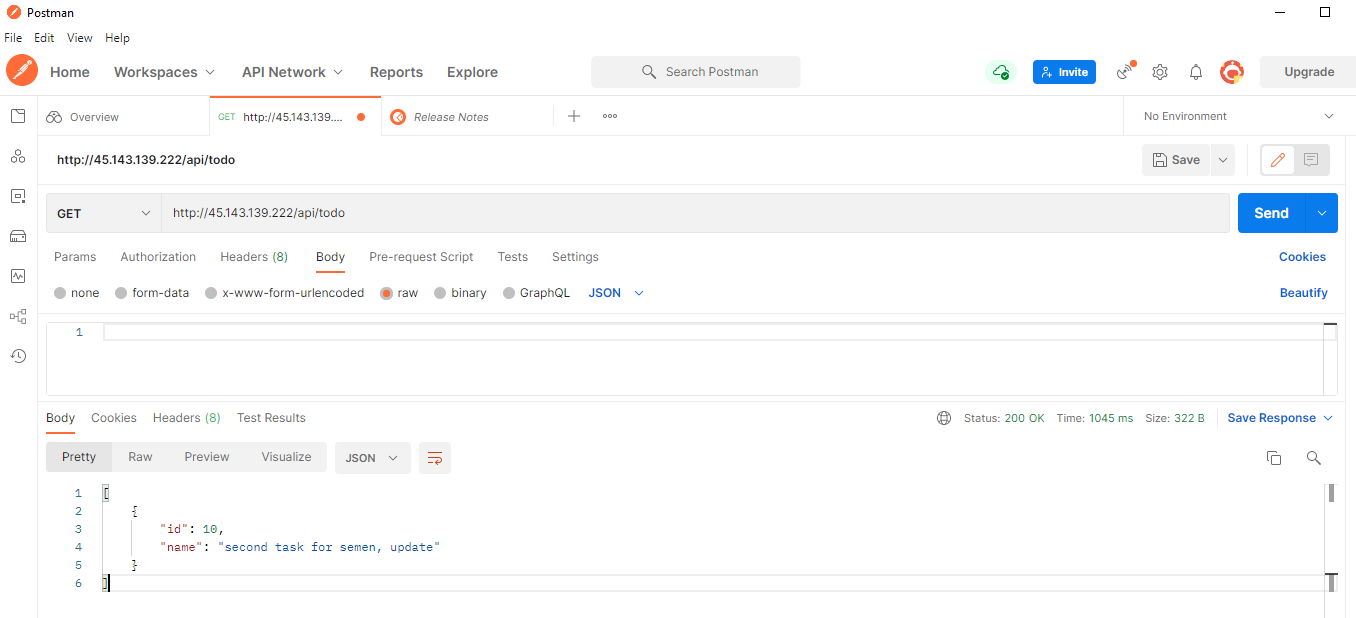 Postman
File Edit View Help
Home Workspaces API Network Reports Explore Search Postman Invite Upgrade
Overview GET http://45.143.139.... Release Notes No Environment
http://45.143.139.222/api/todo Save
GET http://45.143.139.222/api/todo Send
Params Authorization Headers (8) Body Pre-request Script Tests Settings Cookies
none form-data x-www-form-urlencoded raw binary GraphQL JSON Beautify
1
Body Cookies Headers (8) Test Results Status: 200 OK Time: 1045 ms Size: 322 B Save Response
Pretty Raw Preview Visualize JSON
1 [
2 {
3 "id": 10,
4 "name": "second task for semen, update"
5 }
6 ]